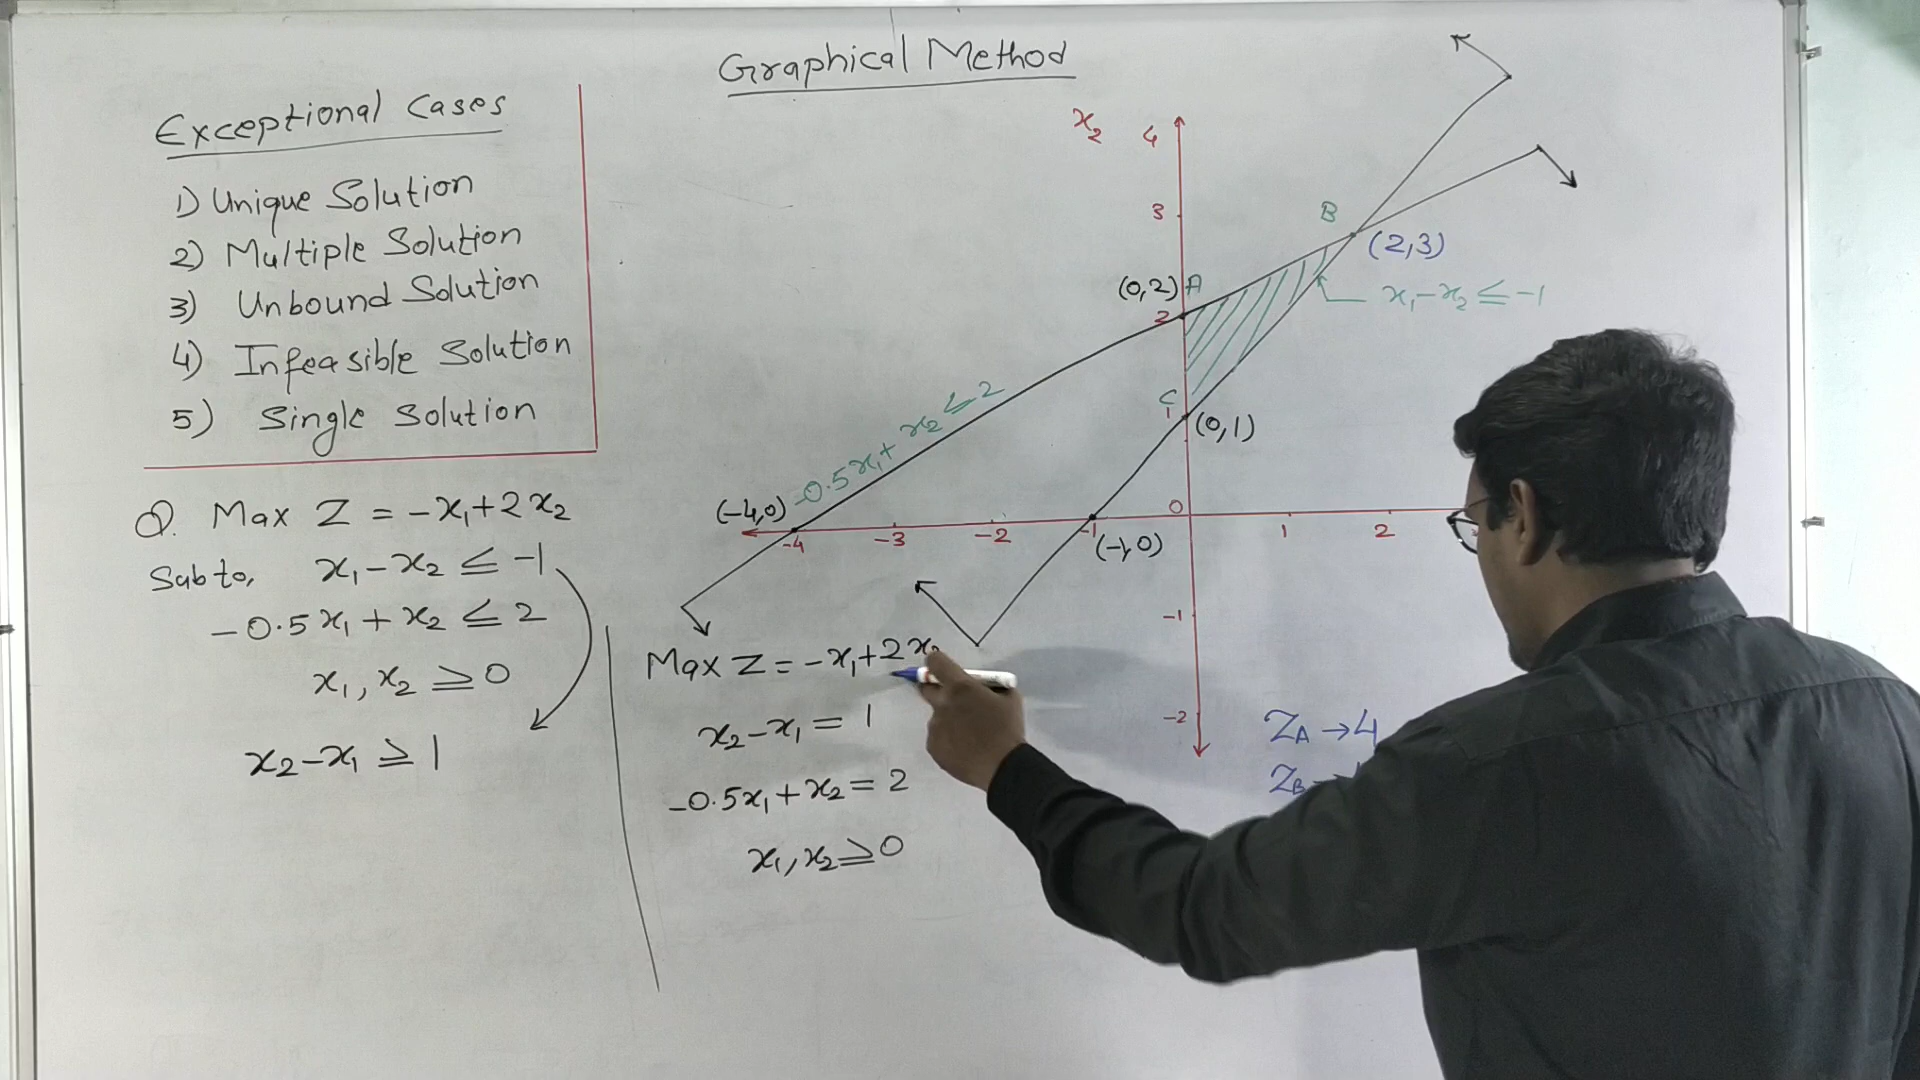 Graphical Method
Exceptional Cases
1) Unique Solution
2) Multiple Solution
3) Unbound Solution
4) Infeasible Solution
5) Single Solution
Q. Max Z = -x₁+2x₂
Sub to, x₁-x₂ ≤ -1
-0.5x₁+x₂ ≤ 2
x₁, x₂ ≥ 0
x₂-x₁ ≥ 1
Max Z = -x₁+2x₂
x₂-x₁ = 1
-0.5x₁+x₂ = 2
x₁, x₂ ≥ 0
x₂
4
3
B
(2,3)
(0,2) A
x₁-x₂ ≤ -1
2
-0.5x₁+x₂ ≤ 2
C
1
(0,1)
(-4,0)
0
-4 -3 -2 -1 1 2
(-1,0)
-1
-2
Z_A → 4
Z_B →